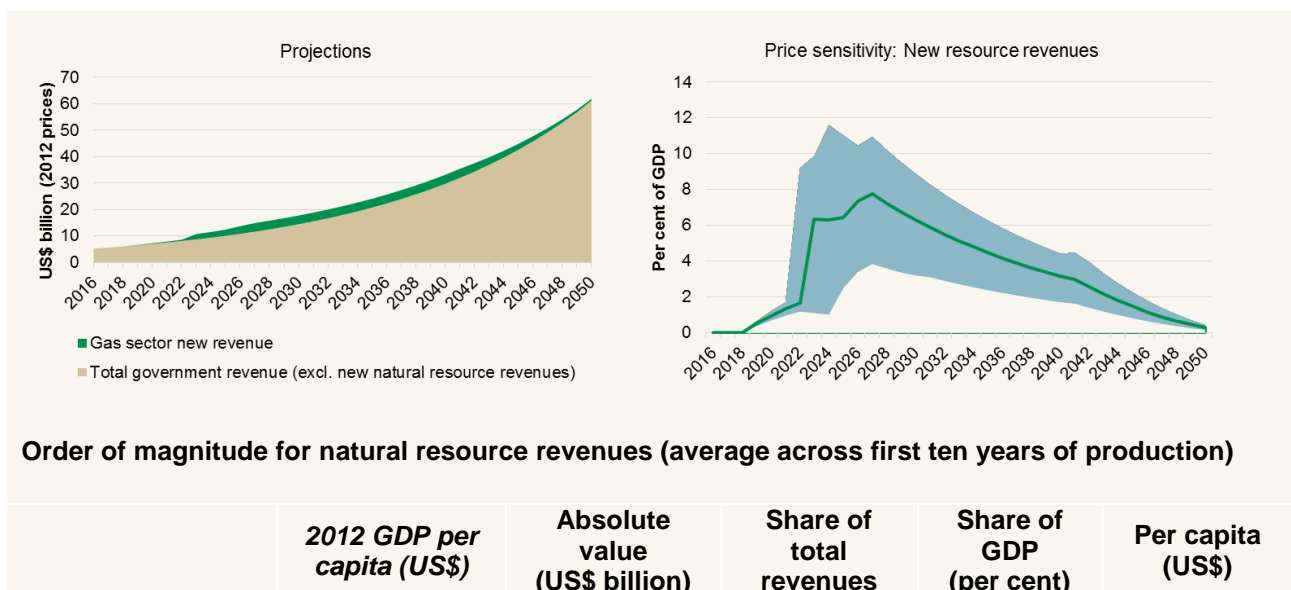 Projections
US$ billion (2012 prices)
70
60
50
40
30
20
10
0
2016
2018
2020
2022
2024
2026
2028
2030
2032
2034
2036
2038
2040
2042
2044
2046
2048
2050
Gas sector new revenue
Total government revenue (excl. new natural resource revenues)
Price sensitivity: New resource revenues
Per cent of GDP
14
12
10
8
6
4
2
0
2016
2018
2020
2022
2024
2026
2028
2030
2032
2034
2036
2038
2040
2042
2044
2046
2048
2050
Order of magnitude for natural resource revenues (average across first ten years of production)
2012 GDP per
capita (US$)
Absolute
value
(US$ billion)
Share of
total
revenues
Share of
GDP
(per cent)
Per capita
(US$)